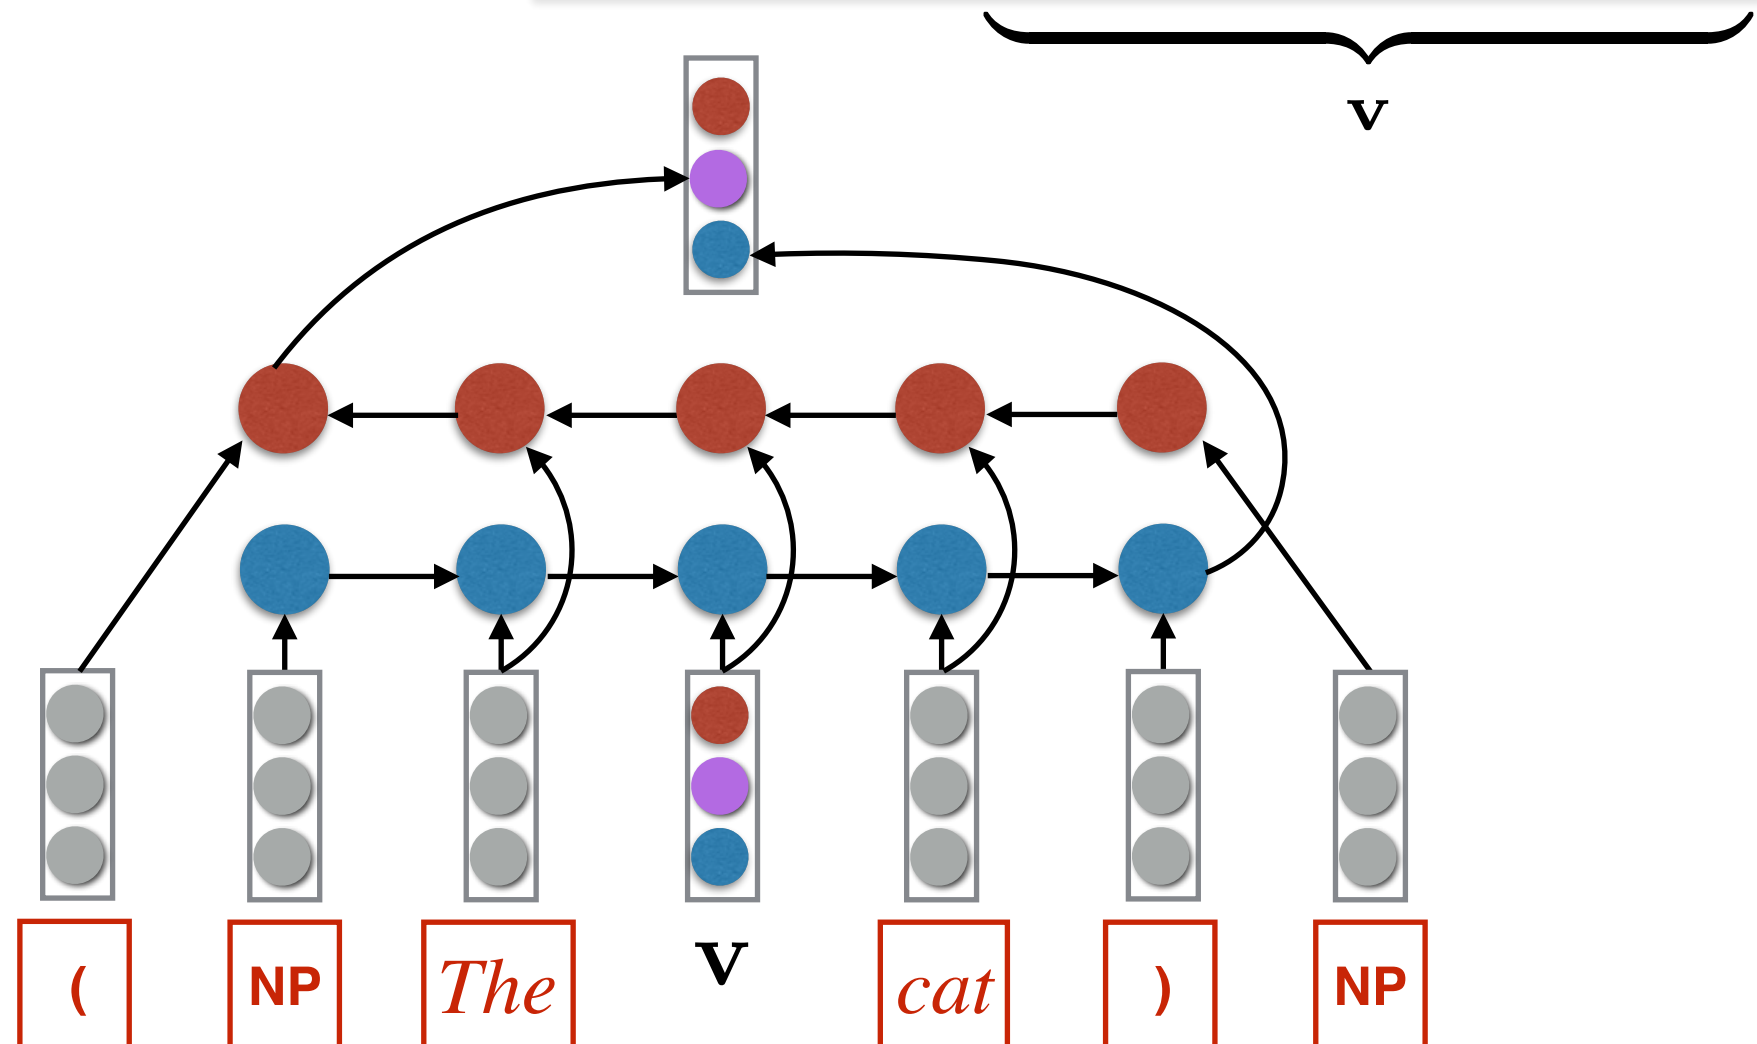 v
( NP The v cat ) NP